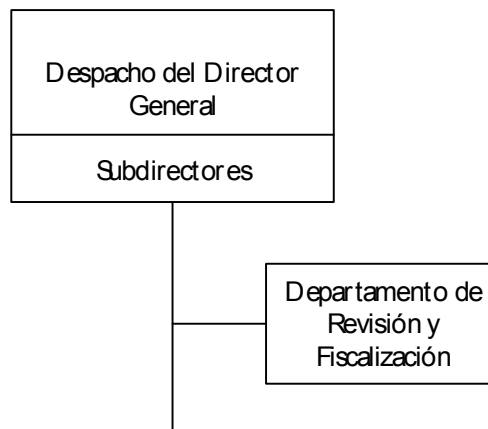 Despacho del Director
General
Subdirectores
Departamento de
Revisión y
Fiscalización